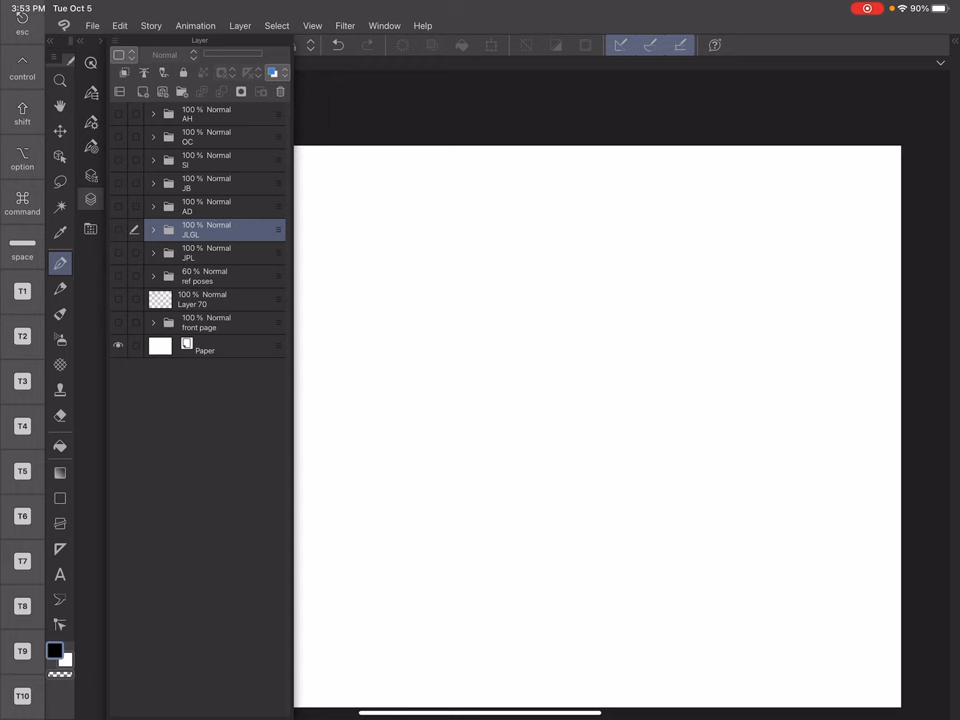 3:53 PM Tue Oct 5 90%
esc
File Edit Story Animation Layer Select View Filter Window Help
Layer
Normal
control
shift
option
command
space
T1
T2
T3
T4
T5
T6
T7
T8
T9
T10
A
100 % Normal
AH
100 % Normal
OC
100 % Normal
SI
100 % Normal
JB
100 % Normal
AD
100 % Normal
JLGL
100 % Normal
JPL
60 % Normal
ref poses
100 % Normal
Layer 70
100 % Normal
front page
Paper